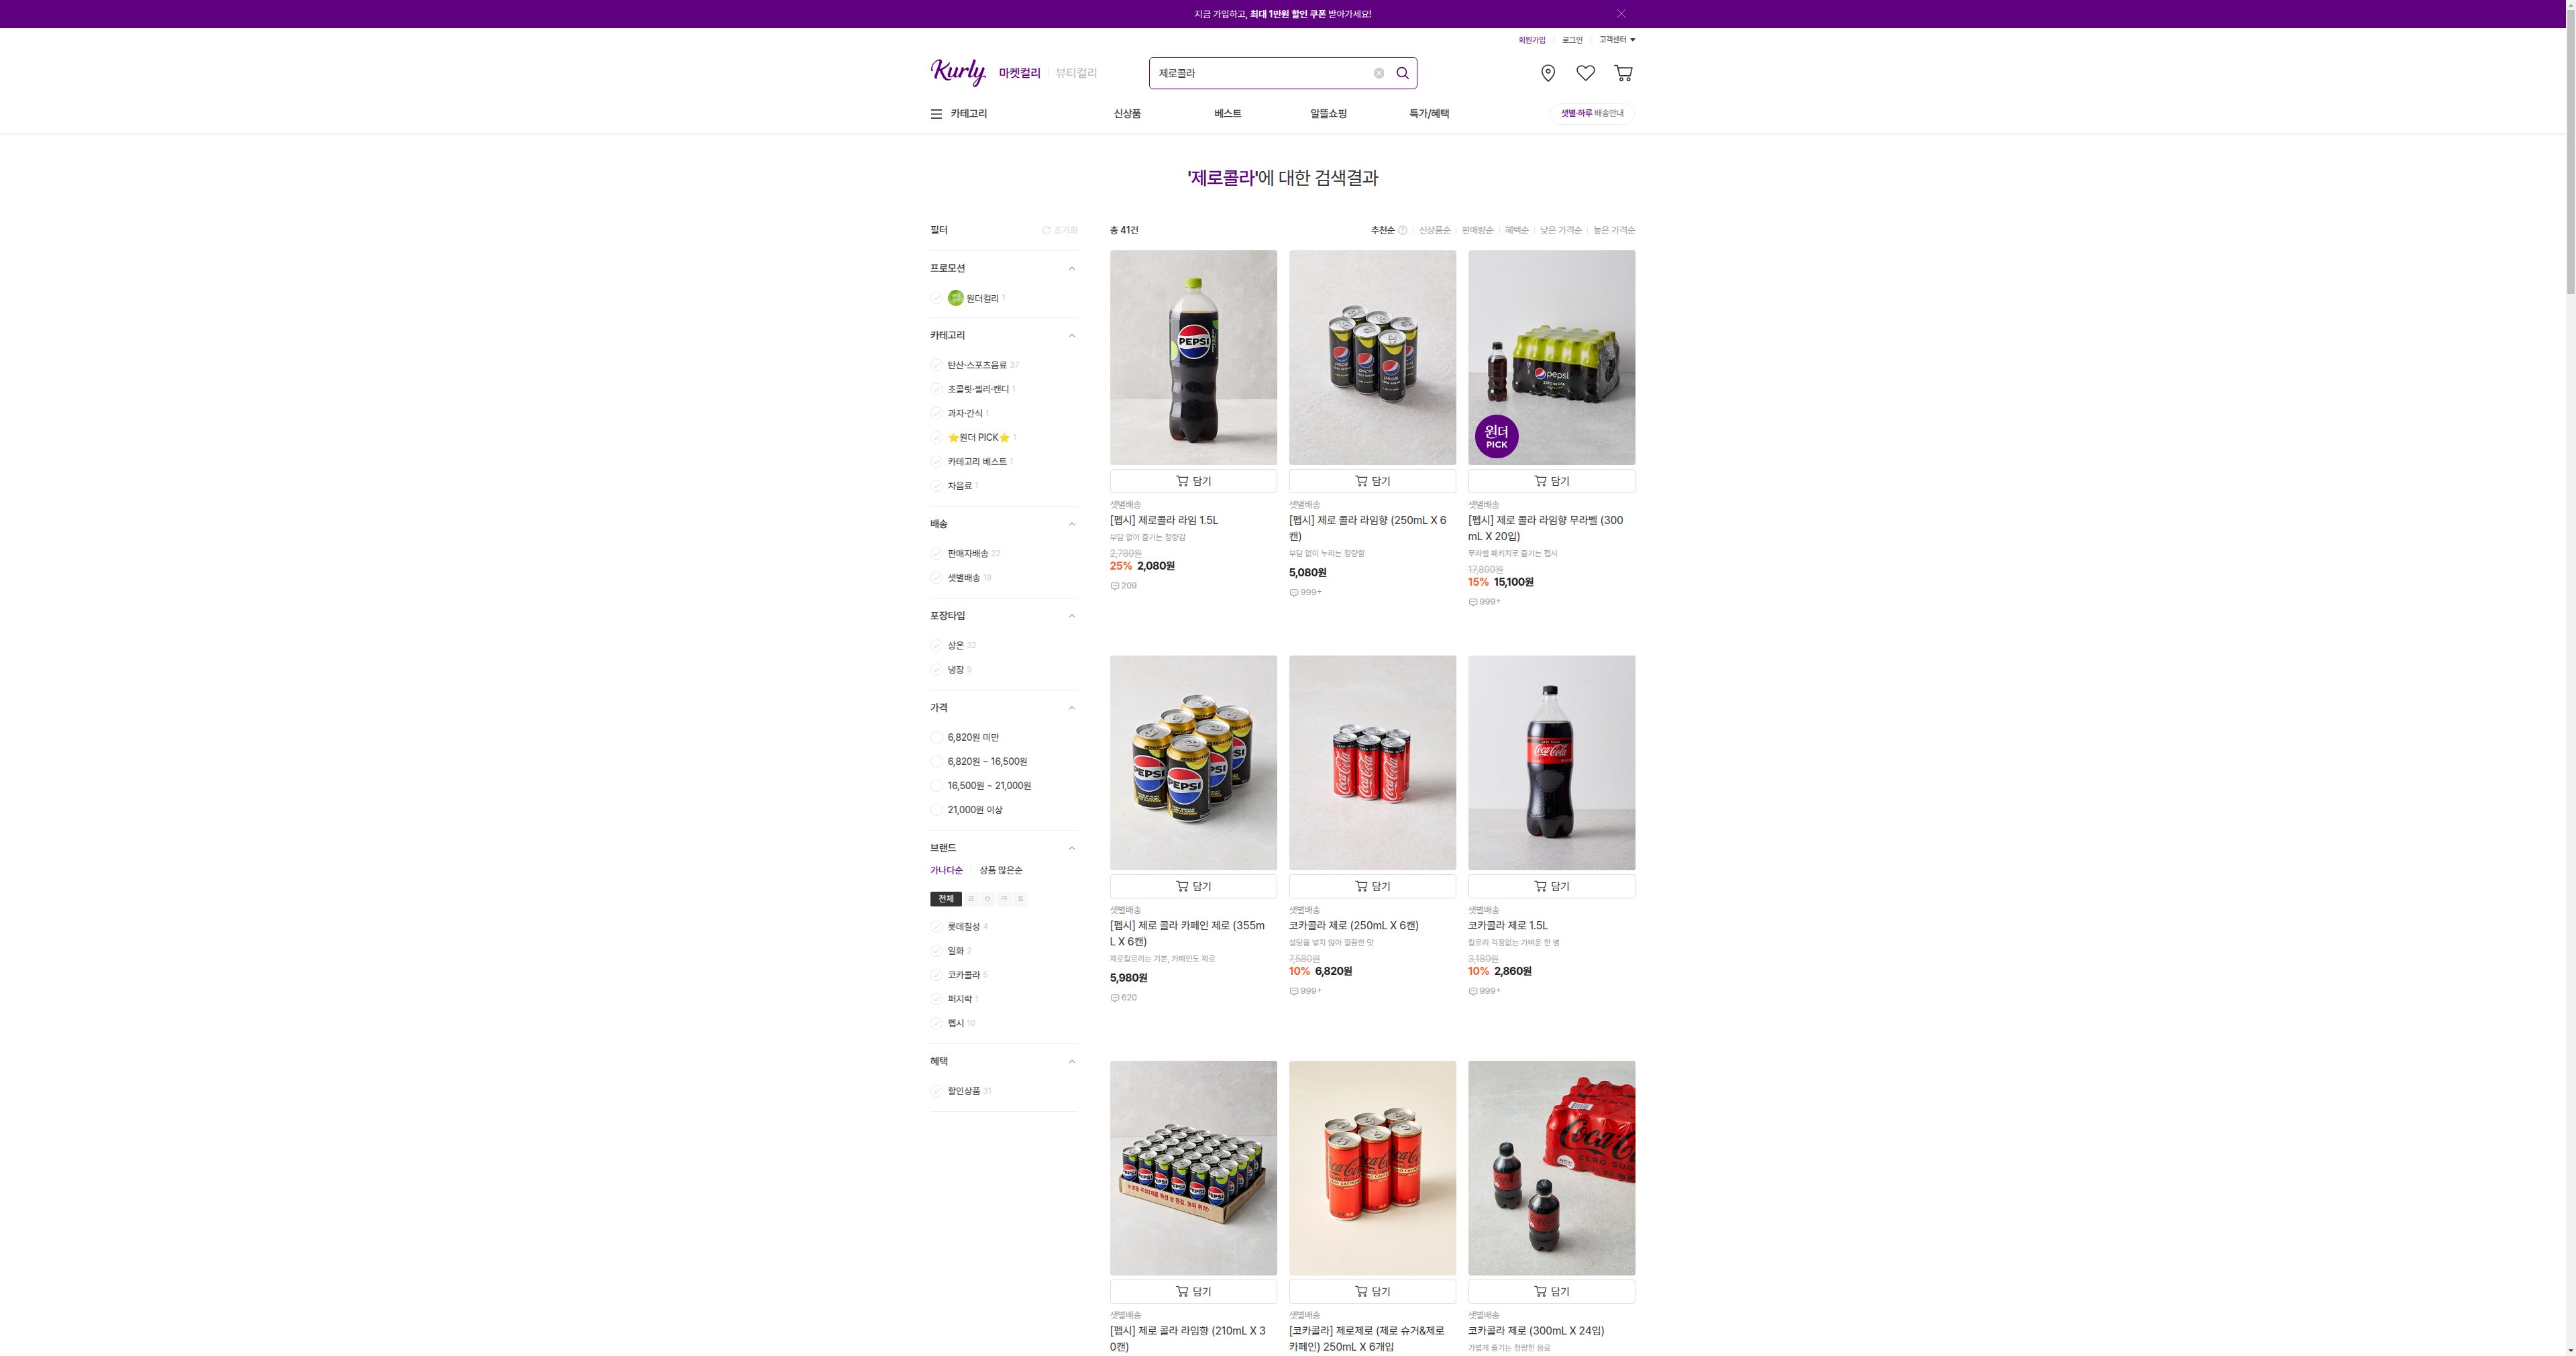 지금 가입하고, 최대 1만원 할인 쿠폰 받아가세요!
회원가입
로그인
고객센터
Kurly
마켓컬리
뷰티컬리
제로콜라
카테고리
신상품
베스트
알뜰쇼핑
특가/혜택
샛별·하루 배송안내
'제로콜라'에 대한 검색결과
필터
초기화
프로모션
원더컬리 1
카테고리
탄산·스포츠음료 37
초콜릿·젤리·캔디 1
과자·간식 1
⭐원더 PICK⭐ 1
카테고리 베스트 1
차음료 1
배송
판매자배송 22
샛별배송 19
포장타입
상온 32
냉장 9
가격
6,820원 미만
6,820원 ~ 16,500원
16,500원 ~ 21,000원
21,000원 이상
브랜드
가나다순
상품 많은순
전체 ㄹ ㅇ ㅋ ㅍ
롯데칠성 4
일화 2
코카콜라 5
퍼지락 1
펩시 10
혜택
할인상품 31
총 41건
추천순
신상품순
판매량순
혜택순
낮은 가격순
높은 가격순
PEPSI
담기
샛별배송
[펩시] 제로콜라 라임 1.5L
부담 없이 즐기는 청량감
2,780원
25% 2,080원
209
pepsi
담기
샛별배송
[펩시] 제로 콜라 라임향 (250mL X 6
캔)
부담 없이 누리는 청량함
5,080원
999+
pepsi
원더
PICK
담기
샛별배송
[펩시] 제로 콜라 라임향 무라벨 (300
mL X 20입)
무라벨 패키지로 즐기는 펩시
17,800원
15% 15,100원
999+
PEPSI
PEPSI
담기
샛별배송
[펩시] 제로 콜라 카페인 제로 (355m
L X 6캔)
제로칼로리는 기본, 카페인도 제로
5,980원
620
Coca-Cola
Coca-Cola
Coca-Cola
담기
샛별배송
코카콜라 제로 (250mL X 6캔)
설탕을 넣지 않아 깔끔한 맛
7,580원
10% 6,820원
999+
Coca-Cola
담기
샛별배송
코카콜라 제로 1.5L
칼로리 걱정없는 가벼운 한 병
3,180원
10% 2,860원
999+
PEPSI
담기
샛별배송
[펩시] 제로 콜라 라임향 (210mL X 3
0캔)
Coca-Cola
담기
샛별배송
[코카콜라] 제로제로 (제로 슈거&제로
카페인) 250mL X 6개입
Coca-C
ZERO SUG
담기
샛별배송
코카콜라 제로 (300mL X 24입)
가볍게 즐기는 청량한 음료